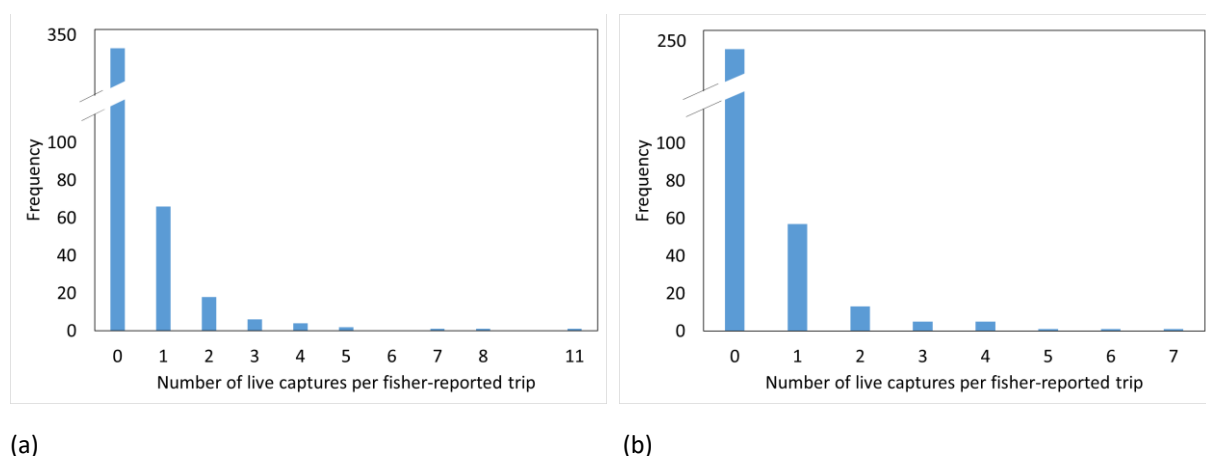 350
100
80
60
40
20
0
Frequency
0 1 2 3 4 5 6 7 8 11
Number of live captures per fisher-reported trip
(a)
250
100
80
60
40
20
0
Frequency
0 1 2 3 4 5 6 7
Number of live captures per fisher-reported trip
(b)